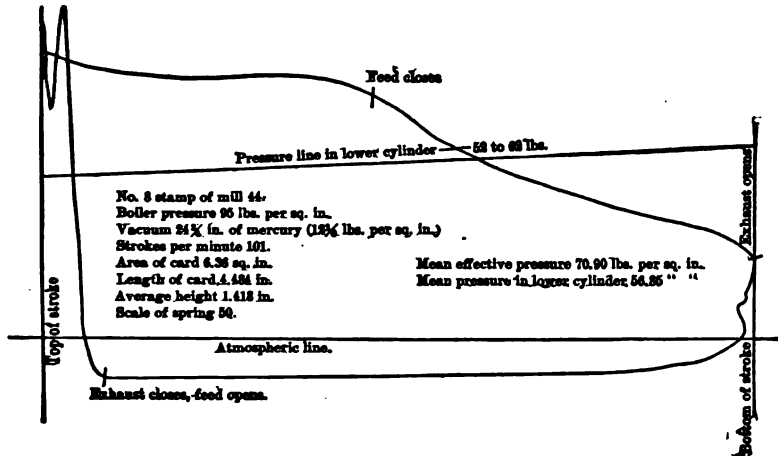 Feed closes
Pressure line in lower cylinder 52 to 62 lbs.
Exhaust opens
No. 3 stamp of mill 44.
Boiler pressure 95 lbs. per sq. in.
Vacuum 24¾ in. of mercury (12⅛ lbs. per sq. in.)
Strokes per minute 101.
Area of card 6.36 sq. in.
Length of card 4.484 in.
Average height 1.418 in.
Scale of spring 50.
Mean effective pressure 70.90 lbs. per sq. in.
Mean pressure in lower cylinder 56.85 " "
Top of stroke
Atmospheric line.
Exhaust closes, feed opens.
Bottom of stroke